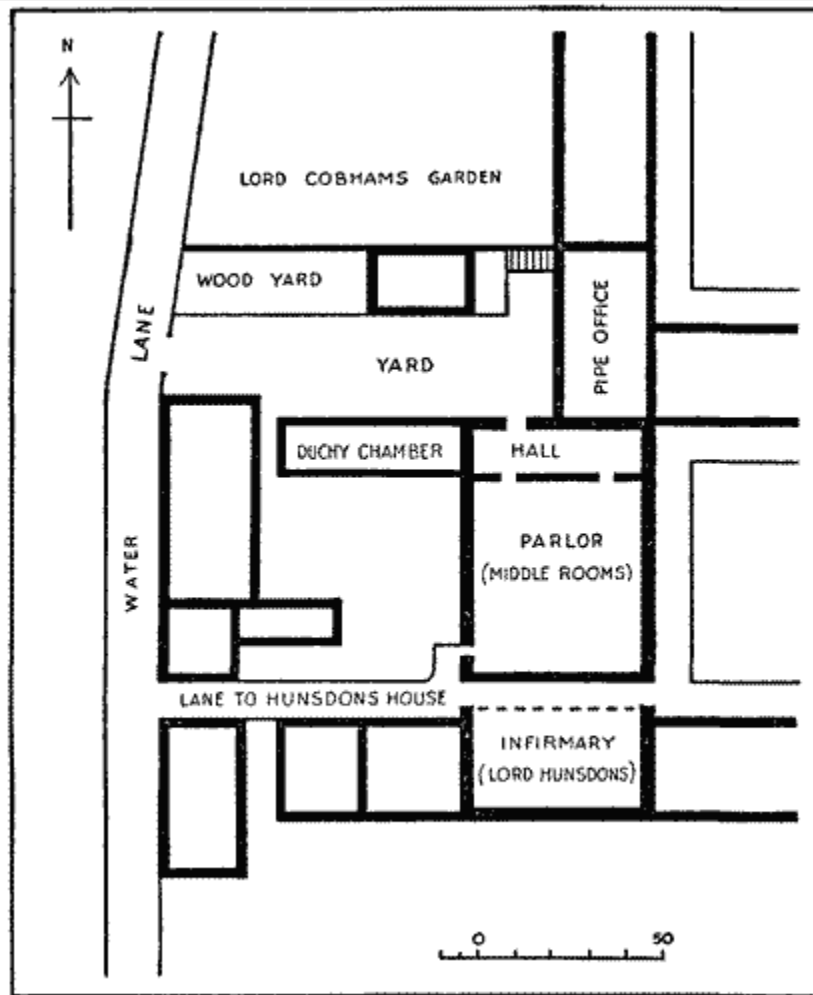 N
LORD COBHAMS GARDEN
WOOD YARD
LANE
YARD
PIPE OFFICE
DUCHY CHAMBER
HALL
WATER
PARLOR
(MIDDLE ROOMS)
LANE TO HUNSDONS HOUSE
INFIRMARY
(LORD HUNSDONS)
0 50